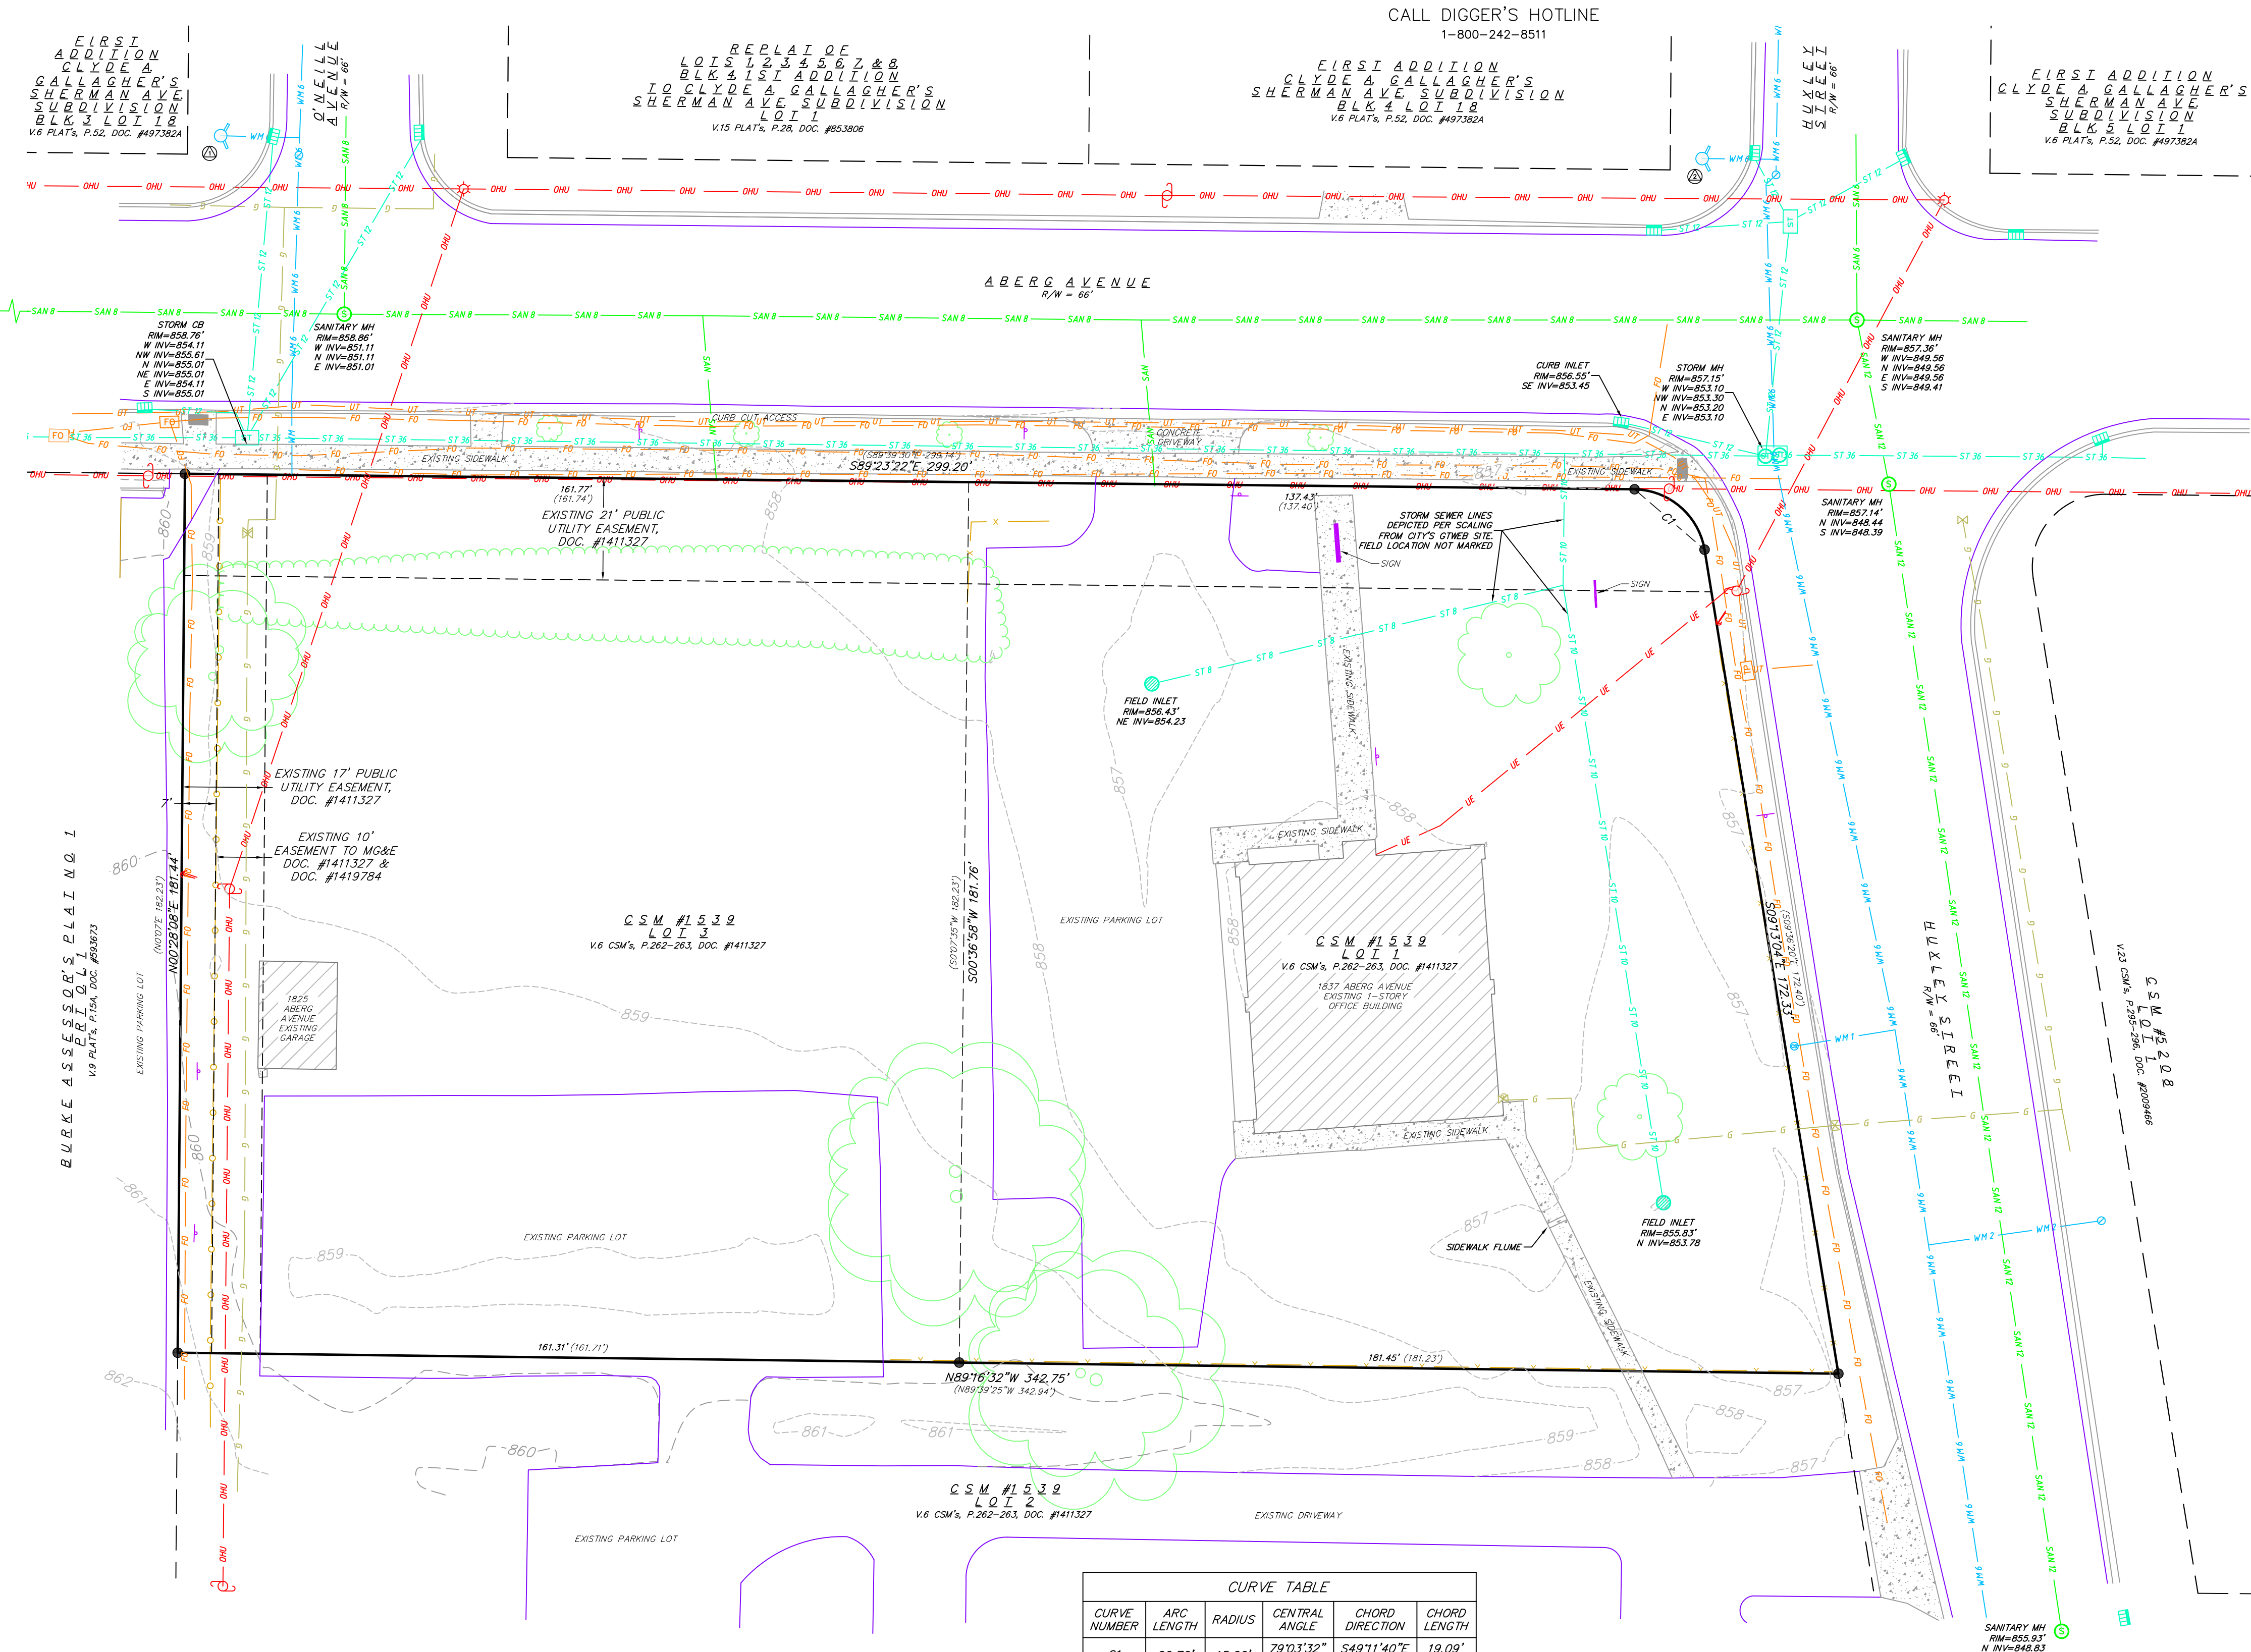 CALL DIGGER'S HOTLINE
1-800-242-8511
FIRST
ADDITION
CLYDE A.
GALLAGHER'S
SHERMAN AVE.
SUBDIVISION
BLK. 3 LOT 18
V.6 PLAT's, P.52, DOC. #497382A
O'NEILL
AVENUE
R/W = 66'
REPLAT OF
LOTS 1,2,3,4,5,6,7, & 8,
BLK. 4, 1ST ADDITION
TO CLYDE A. GALLAGHER'S
SHERMAN AVE. SUBDIVISION
LOT 1
V.15 PLAT's, P.28, DOC. #853806
FIRST ADDITION
CLYDE A. GALLAGHER'S
SHERMAN AVE. SUBDIVISION
BLK. 4 LOT 18
V.6 PLAT's, P.52, DOC. #497382A
HUXLEY
STREET
R/W = 66'
FIRST ADDITION
CLYDE A. GALLAGHER'S
SHERMAN AVE.
SUBDIVISION
BLK. 5 LOT 1
V.6 PLAT's, P.52, DOC. #497382A
ABERG AVENUE
R/W = 66'
STORM CB
RIM=858.76'
W INV=854.11
NW INV=855.61
N INV=855.01
NE INV=855.01
E INV=854.11
S INV=855.01
SANITARY MH
RIM=858.86'
W INV=851.11
N INV=851.11
E INV=851.01
CURB INLET
RIM=856.55'
SE INV=853.45
STORM MH
RIM=857.15'
W INV=853.10
NW INV=853.30
N INV=853.20
E INV=853.10
SANITARY MH
RIM=857.36'
W INV=849.56
N INV=849.56
E INV=849.56
S INV=849.41
CURB CUT ACCESS
CONCRETE
DRIVEWAY
EXISTING SIDEWALK
(S89°39'30"E 299.14')
S89°23'22"E 299.20'
EXISTING SIDEWALK
161.77'
(161.74')
137.43'
(137.40')
C1
SANITARY MH
RIM=857.14'
N INV=848.44
S INV=848.39
EXISTING 21' PUBLIC
UTILITY EASEMENT,
DOC. #1411327
STORM SEWER LINES
DEPICTED PER SCALING
FROM CITY'S GTWEB SITE.
FIELD LOCATION NOT MARKED
SIGN
SIGN
FIELD INLET
RIM=856.43'
NE INV=854.23
EXISTING SIDEWALK
EXISTING 17' PUBLIC
UTILITY EASEMENT,
DOC. #1411327
7'
EXISTING 10'
EASEMENT TO MG&E
DOC. #1411327 &
DOC. #1419784
EXISTING SIDEWALK
BURKE ASSESSOR'S PLAT NO. 1
PRT O.L.1
V.9 PLAT's, P.15A, DOC. #593673
EXISTING PARKING LOT
(N0°07'E 182.23')
N00°28'08"E 181.44'
CSM #1539
LOT 3
V.6 CSM's, P.262-263, DOC. #1411327
(S0°07'35"W 182.23')
S00°36'58"W 181.76'
EXISTING PARKING LOT
CSM #1539
LOT 1
V.6 CSM's, P.262-263, DOC. #1411327
1837 ABERG AVENUE
EXISTING 1-STORY
OFFICE BUILDING
(S09°36'20"E 172.40')
S09°13'04"E 172.33'
HUXLEY STREET
R/W = 66'
CSM #5208
LOT 1
V.23 CSM's, P.295-296, DOC. #2009466
1825
ABERG
AVENUE
EXISTING
GARAGE
EXISTING SIDEWALK
EXISTING PARKING LOT
SIDEWALK FLUME
FIELD INLET
RIM=855.83'
N INV=853.78
EXISTING SIDEWALK
161.31' (161.71')
181.45' (181.23')
N89°16'32"W 342.75'
(N89°39'25"W 342.94')
CSM #1539
LOT 2
V.6 CSM's, P.262-263, DOC. #1411327
EXISTING PARKING LOT
EXISTING DRIVEWAY
CURVE TABLE
CURVE NUMBER ARC LENGTH RADIUS CENTRAL ANGLE CHORD DIRECTION CHORD LENGTH
79°03'32" S49°11'40"E 19.09'
SANITARY MH
RIM=855.93'
N INV=848.83